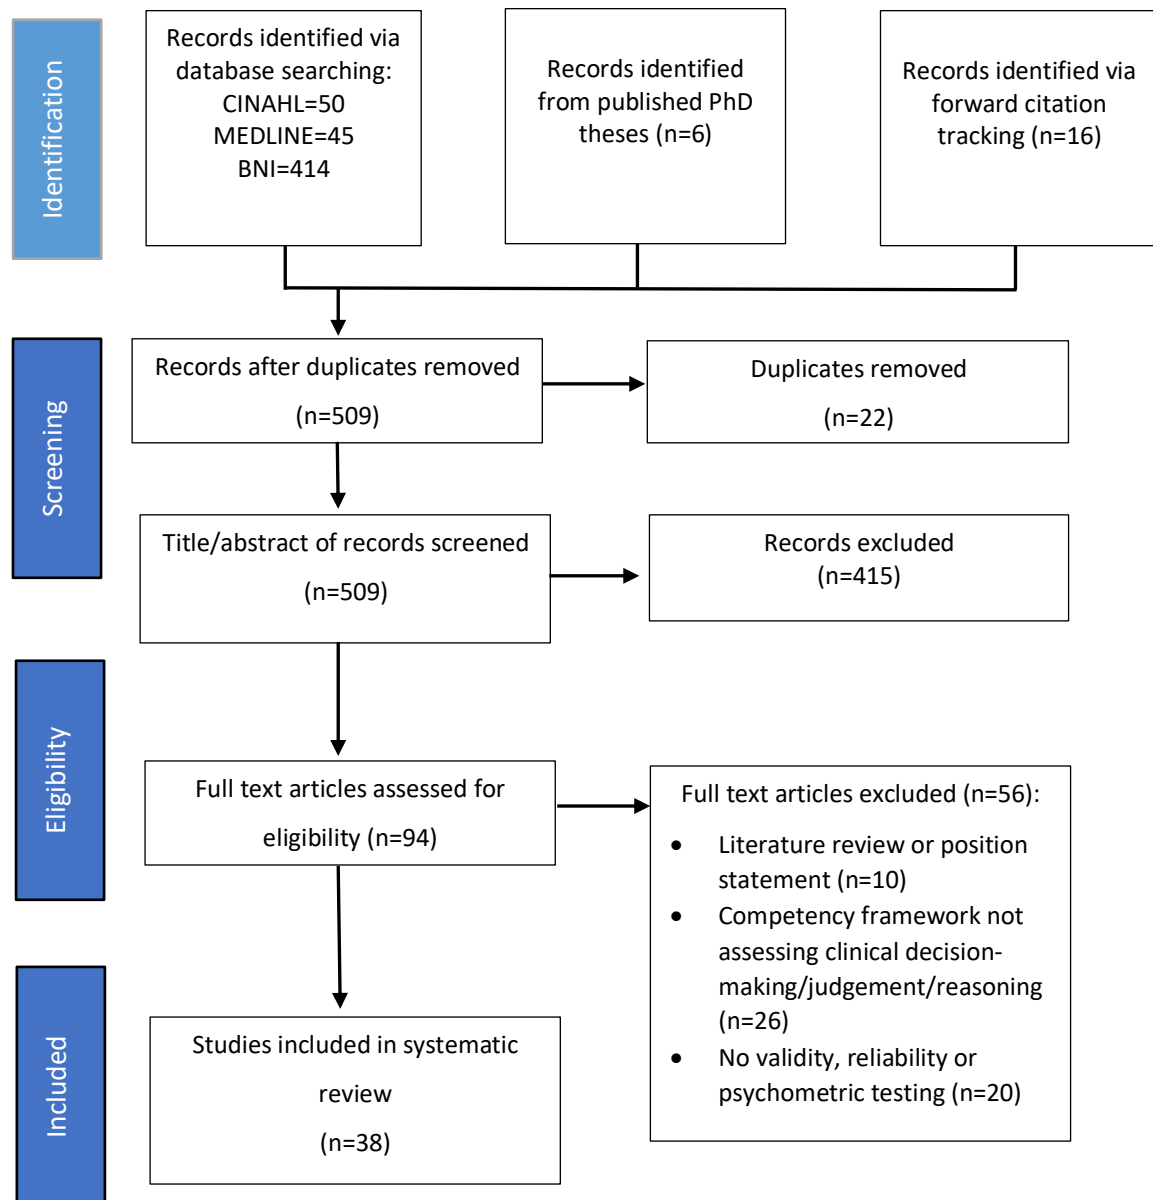 Identification
Records identified via
database searching:
CINAHL=50
MEDLINE=45
BNI=414
Records identified
from published PhD
theses (n=6)
Records identified via
forward citation
tracking (n=16)
Screening
Records after duplicates removed
(n=509)
Duplicates removed
(n=22)
Title/abstract of records screened
(n=509)
Records excluded
(n=415)
Eligibility
Full text articles assessed for
eligibility (n=94)
Full text articles excluded (n=56):
• Literature review or position
statement (n=10)
• Competency framework not
assessing clinical decision-
making/judgement/reasoning
(n=26)
• No validity, reliability or
psychometric testing (n=20)
Included
Studies included in systematic
review
(n=38)